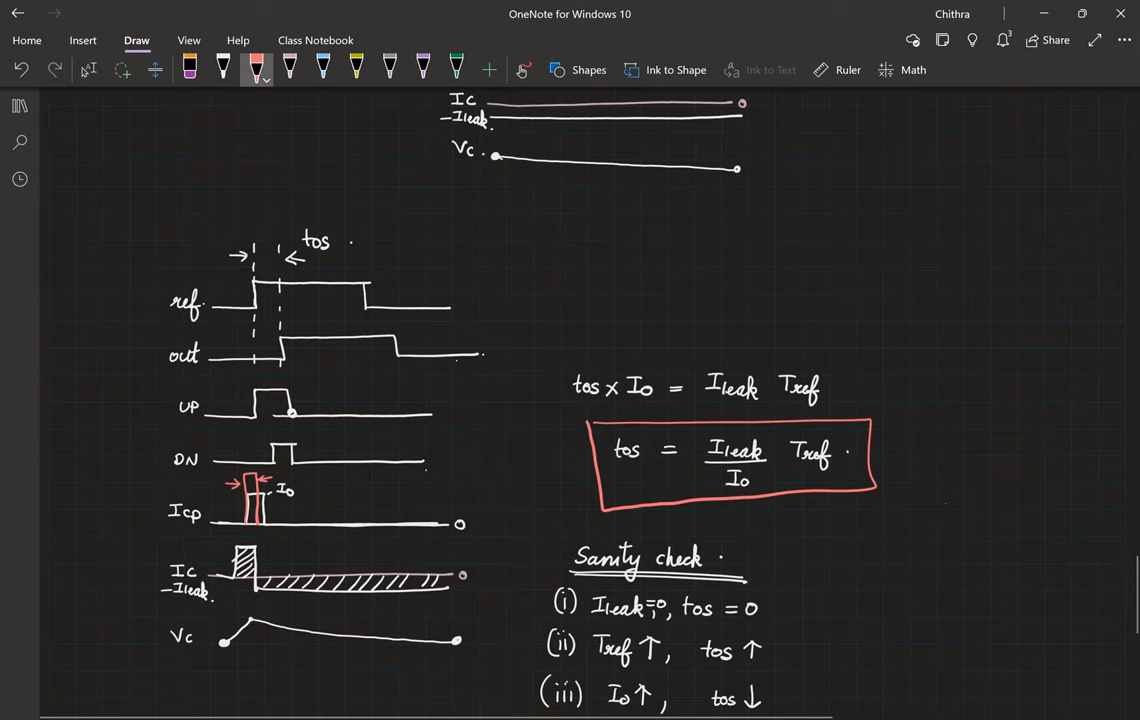 OneNote for Windows 10
Chithra
Home Insert Draw View Help Class Notebook
3
Share
Shapes
Ink to Shape
Ink to Text
Ruler
Math
Ic
-Ileak.
Vc.
tos
ref.
out
UP
DN
Icp
Io
Ic
-Ileak.
Vc
tos x Io = Ileak Tref
tos = Ileak/Io Tref.
Sanity check.
(i) Ileak=0, tos = 0
(ii) Tref ↑, tos ↑
(iii) Io ↑, tos ↓